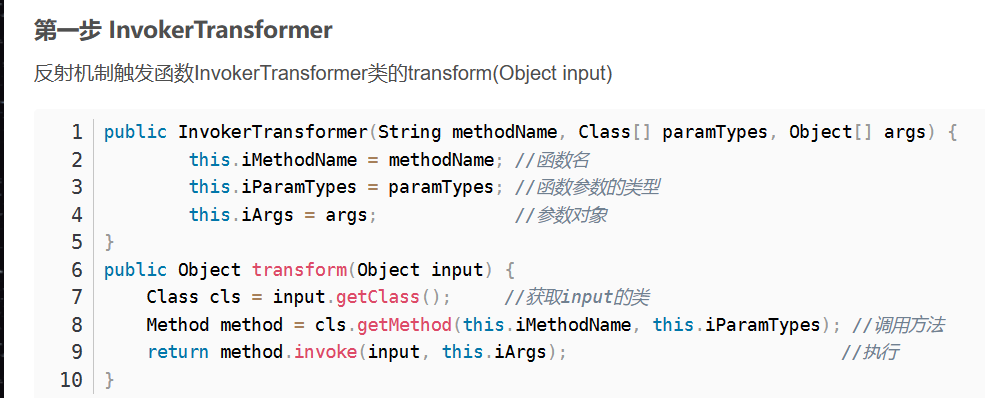 第一步 InvokerTransformer
反射机制触发函数InvokerTransformer类的transform(Object input)
1 public InvokerTransformer(String methodName, Class[] paramTypes, Object[] args) {
2 this.iMethodName = methodName; //函数名
3 this.iParamTypes = paramTypes; //函数参数的类型
4 this.iArgs = args; //参数对象
5 }
6 public Object transform(Object input) {
7 Class cls = input.getClass(); //获取input的类
8 Method method = cls.getMethod(this.iMethodName, this.iParamTypes); //调用方法
9 return method.invoke(input, this.iArgs); //执行
10 }